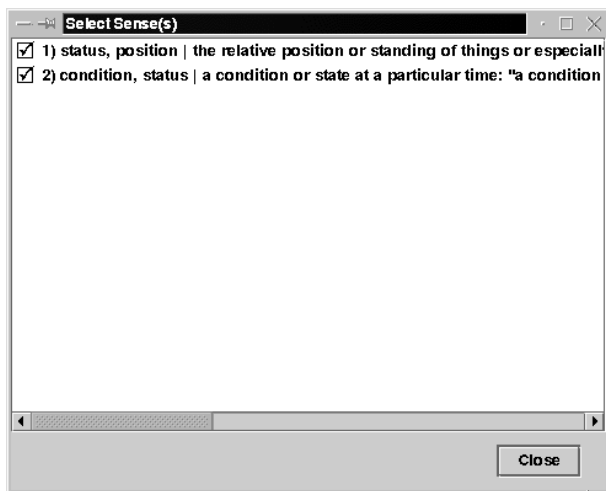 Select Sense(s)
1) status, position | the relative position or standing of things or especially
2) condition, status | a condition or state at a particular time: "a condition
Close